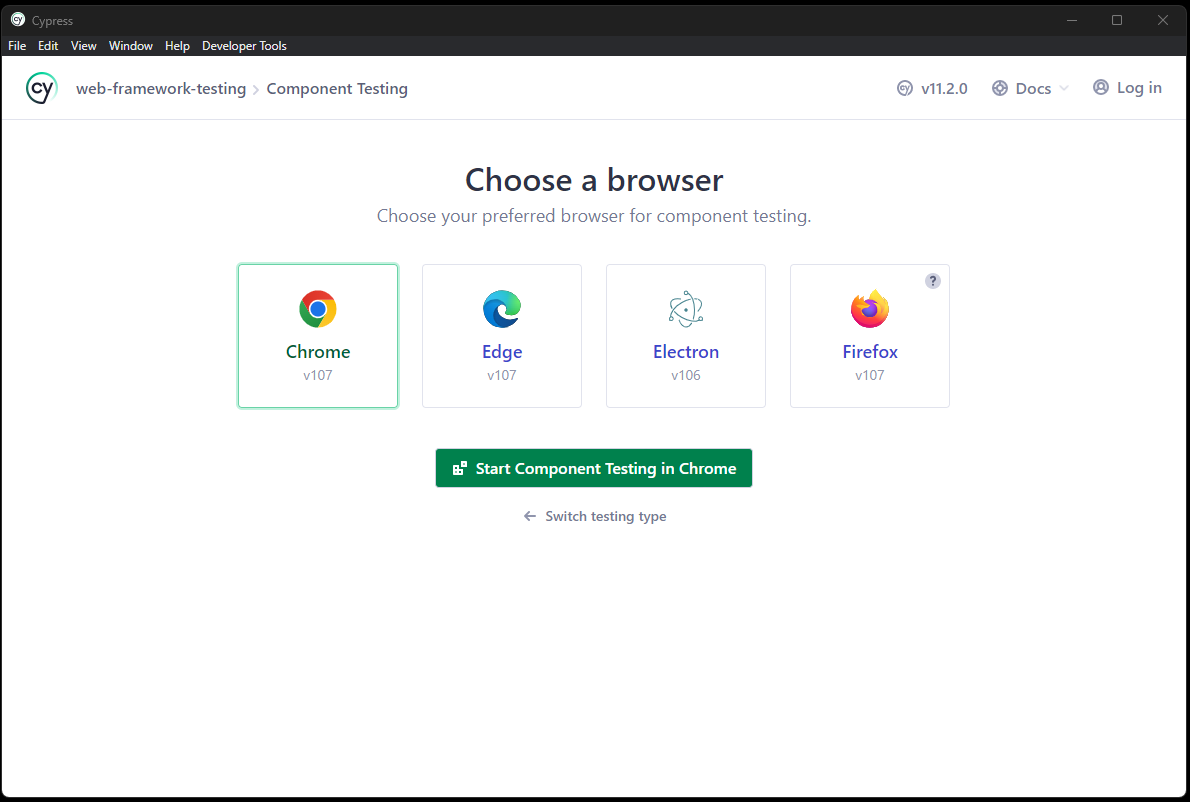 cy Cypress
File Edit View Window Help Developer Tools
cy web-framework-testing > Component Testing cy v11.2.0 Docs Log in
Choose a browser
Choose your preferred browser for component testing.
?
Chrome Edge Electron Firefox
v107 v107 v106 v107
Start Component Testing in Chrome
← Switch testing type